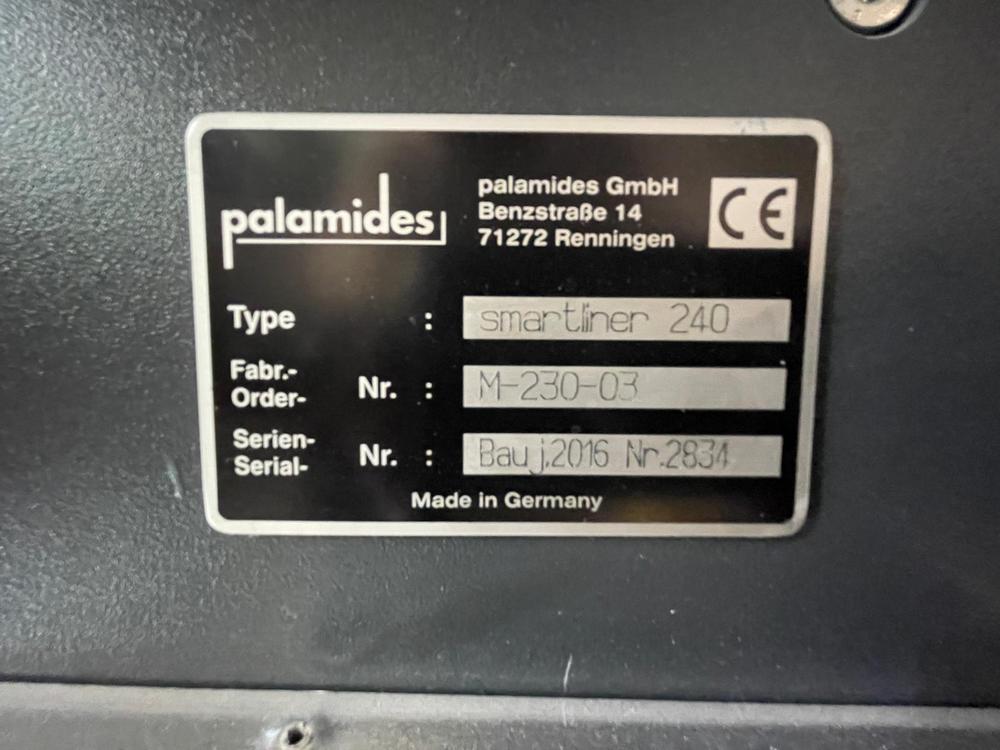 palamides
palamides GmbH
Benzstraße 14
71272 Renningen
CE
Type : smartliner 240
Fabr.-
Order- Nr. : M-230-03
Serien-
Serial- Nr. : Bauj.2016 Nr.2834
Made in Germany